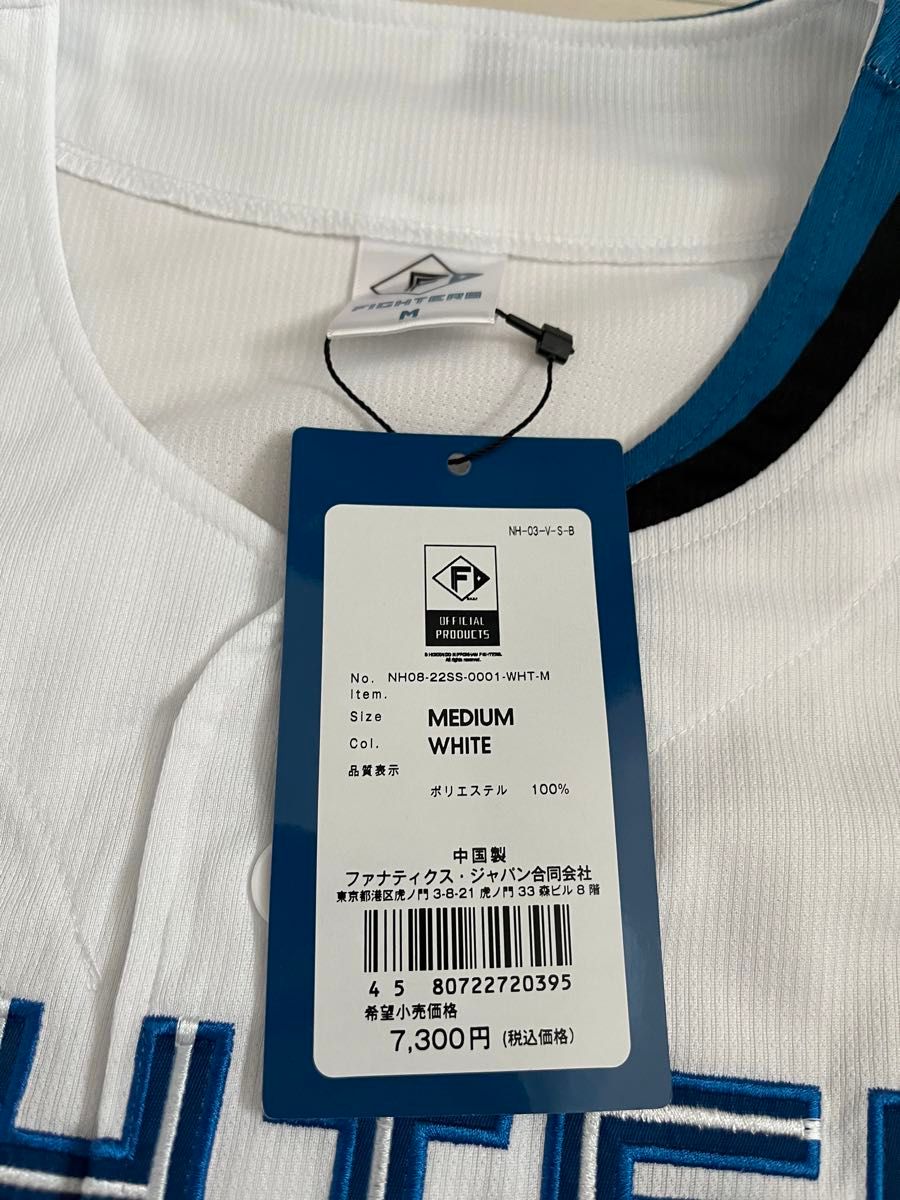 FIGHTERS
M
NH-03-V-S-B
F
OFFICIAL
PRODUCTS
All rights reserved.
No. NH08-22SS-0001-WHT-M
Item.
Size MEDIUM
Col. WHITE
品質表示
ポリエステル 100%
中国製
ファナティクス・ジャパン合同会社
東京都港区虎ノ門 3-8-21 虎ノ門 33 森ビル 8 階
4 5 80722720395
希望小売価格
7,300円 (税込価格)
HTE